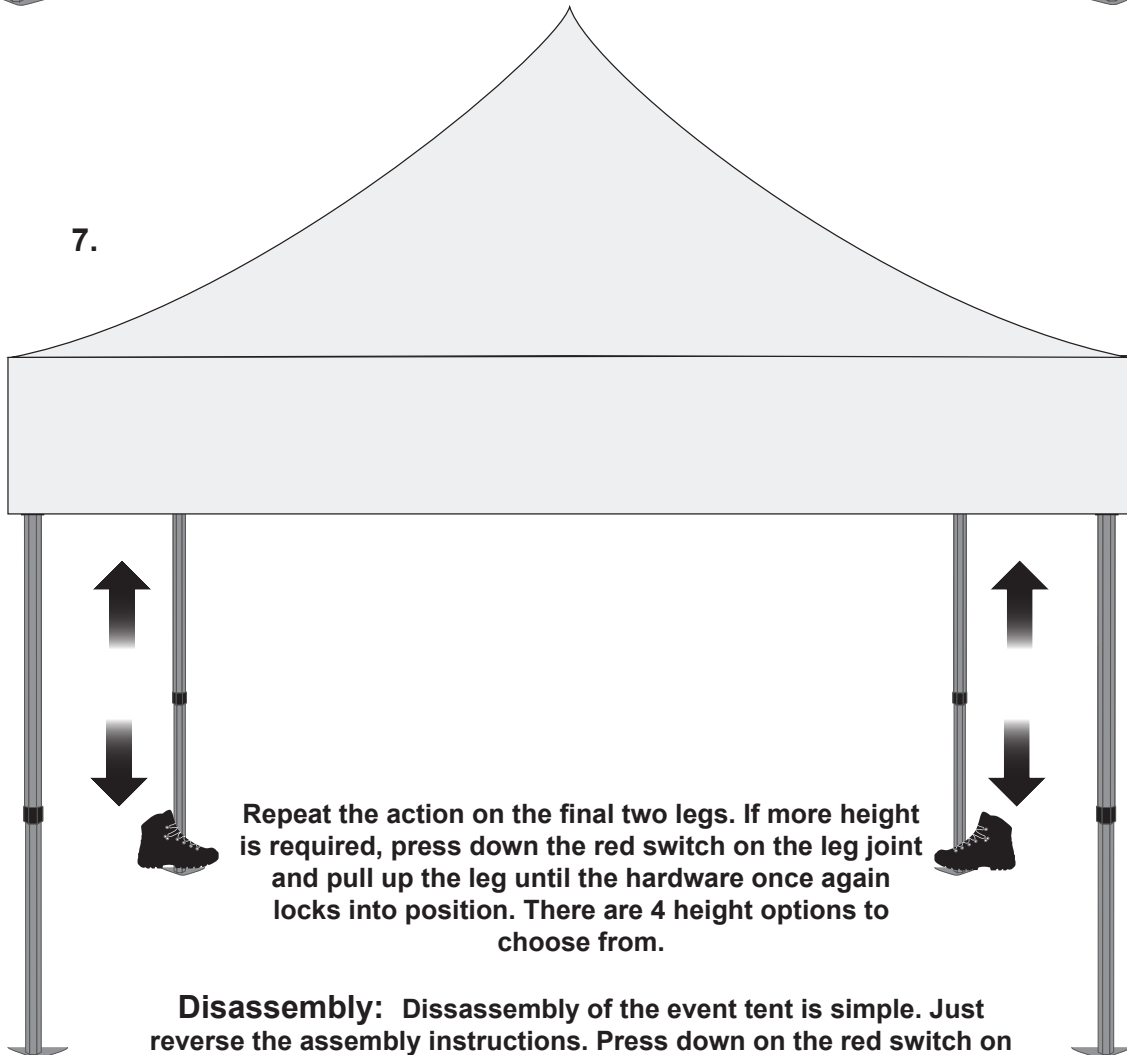 7.
Repeat the action on the final two legs. If more height
is required, press down the red switch on the leg joint
and pull up the leg until the hardware once again
locks into position. There are 4 height options to
choose from.
Disassembly: Dissassembly of the event tent is simple. Just
reverse the assembly instructions. Press down on the red switch on